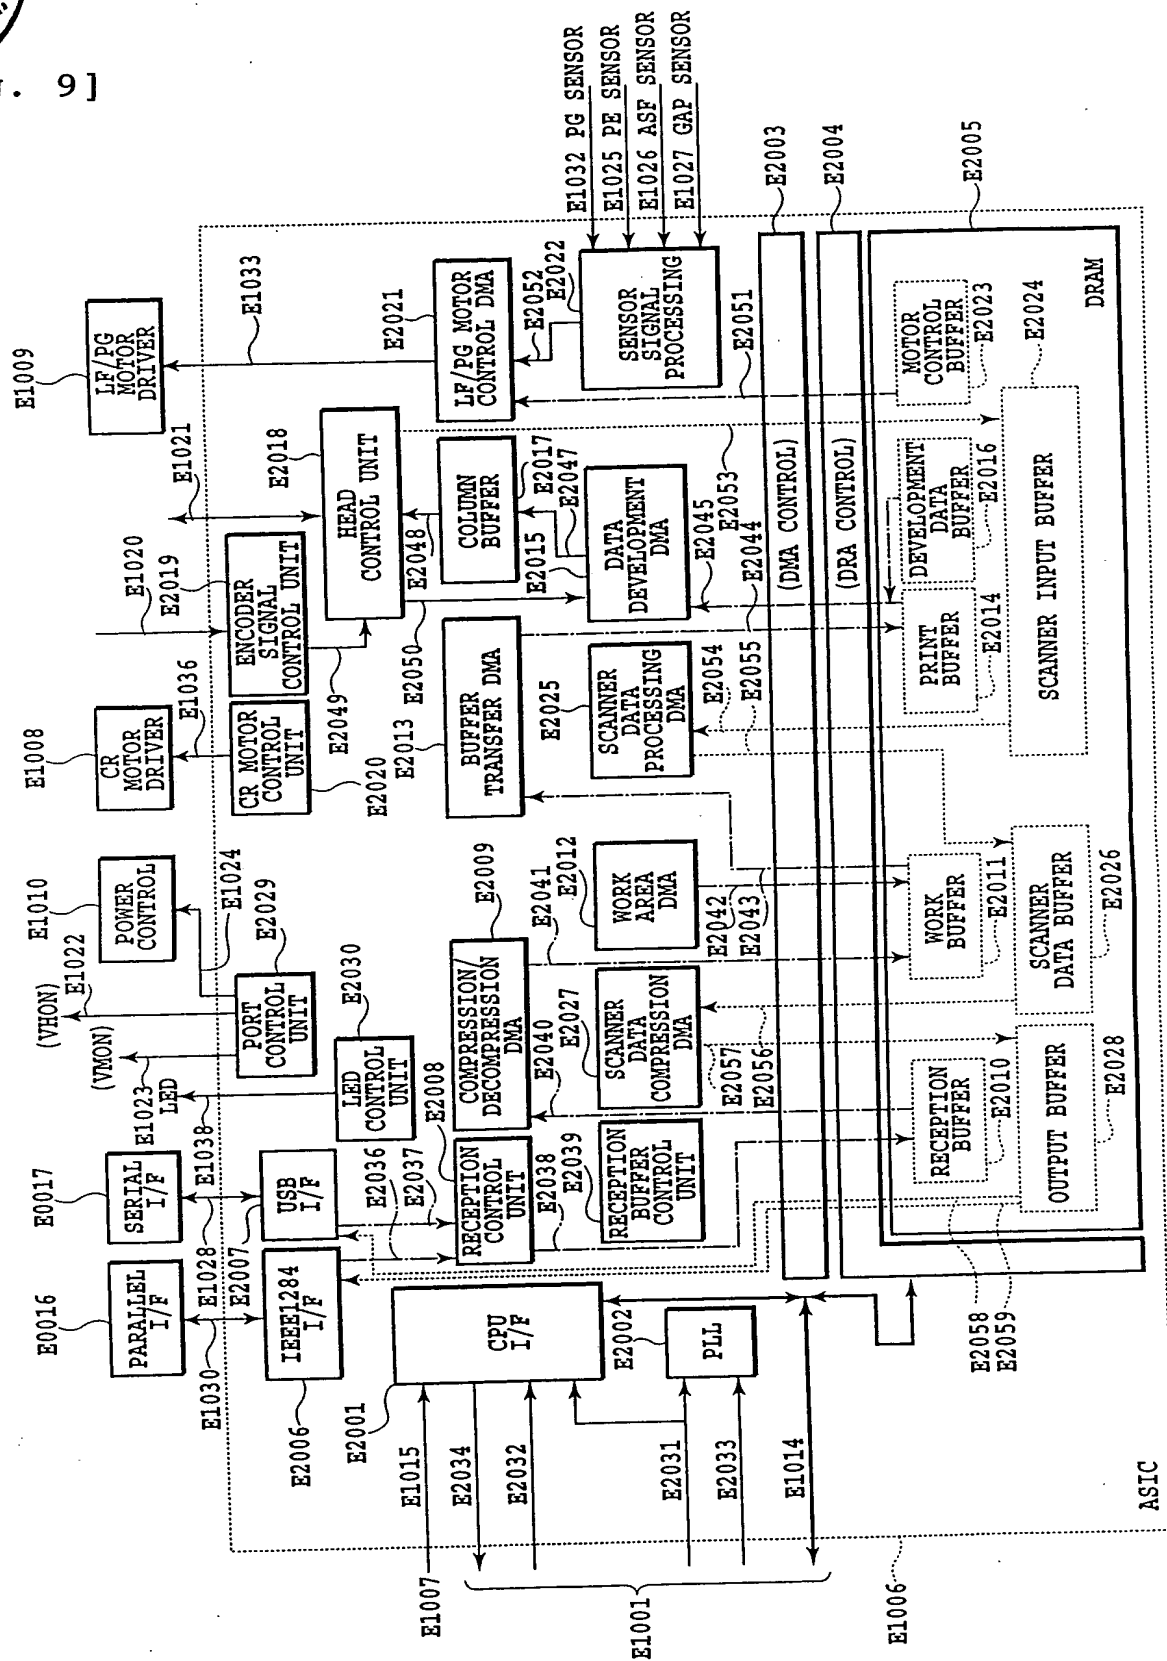 . 9]
E1009
LF/PG
MOTOR
DRIVER
E1033
E1021
E1020
E2019
E1008
CR
MOTOR
DRIVER
E1036
E1010
POWER
CONTROL
E1024
E1022
(VHON)
(VMON)
E1023
LED
E1038
E0017
SERIAL
I/F
E1028
E0016
PARALLEL
I/F
E1030
E2007
E1032 PG SENSOR
E1025 PE SENSOR
E1026 ASF SENSOR
E1027 GAP SENSOR
E2021
LF/PG MOTOR
CONTROL DMA
E2052
E2022
SENSOR
SIGNAL
PROCESSING
E2051
E2018
HEAD
CONTROL UNIT
ENCODER
SIGNAL
CONTROL UNIT
E2049
CR MOTOR
CONTROL
UNIT
E2020
E2048
COLUMN
BUFFER
E2017
E2047
E2015
E2050
DATA
DEVELOPMENT
DMA
E2053
E2045
E2044
E2013
BUFFER
TRANSFER DMA
E2025
SCANNER
DATA
PROCESSING
DMA
E2054
E2055
PORT
CONTROL
UNIT
E2029
LED
CONTROL
UNIT
E2030
E2009
COMPRESSION/
DECOMPRESSION
DMA
E2041
E2012
WORK
AREA
DMA
E2042
E2043
E2040
E2027
SCANNER
DATA
COMPRESSION
DMA
E2057
E2056
USB
I/F
IEEE1284
I/F
E2006
E2008
E2036
E2037
RECEPTION
CONTROL
UNIT
E2038
E2039
RECEPTION
BUFFER
CONTROL
UNIT
E2001
CPU
I/F
E2002
PLL
E1007
E1015
E2034
E2032
E2031
E2033
E1014
E1001
E1006
(DMA CONTROL)
E2003
(DRA CONTROL)
E2004
E2005
DRAM
MOTOR
CONTROL
BUFFER
E2023
E2024
DEVELOPMENT
DATA
BUFFER
E2016
PRINT
BUFFER
E2014
SCANNER INPUT BUFFER
WORK
BUFFER
E2011
SCANNER
DATA BUFFER
E2026
RECEPTION
BUFFER
E2010
OUTPUT BUFFER
E2028
E2058
E2059
ASIC